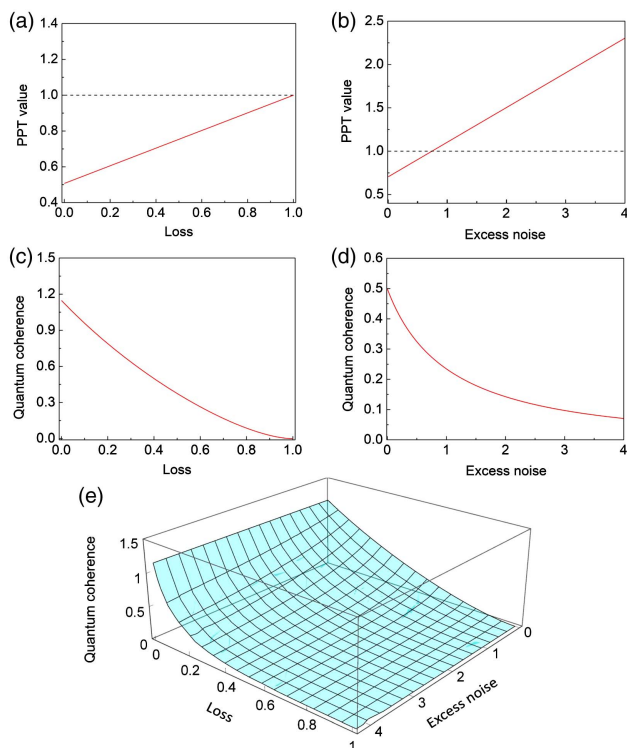 (a)
1.4
1.2
1.0
0.8
0.6
0.4
PPT value
0.0 0.2 0.4 0.6 0.8 1.0
Loss
(b)
2.5
2.0
1.5
1.0
0.5
PPT value
0 1 2 3 4
Excess noise
(c)
1.5
1.2
0.9
0.6
0.3
0.0
Quantum coherence
0.0 0.2 0.4 0.6 0.8 1.0
Loss
(d)
0.6
0.5
0.4
0.3
0.2
0.1
0.0
Quantum coherence
0 1 2 3 4
Excess noise
(e)
1.5
1
0.5
0
Quantum coherence
0 0.2 0.4 0.6 0.8 1
Loss
0 1 2 3 4
Excess noise